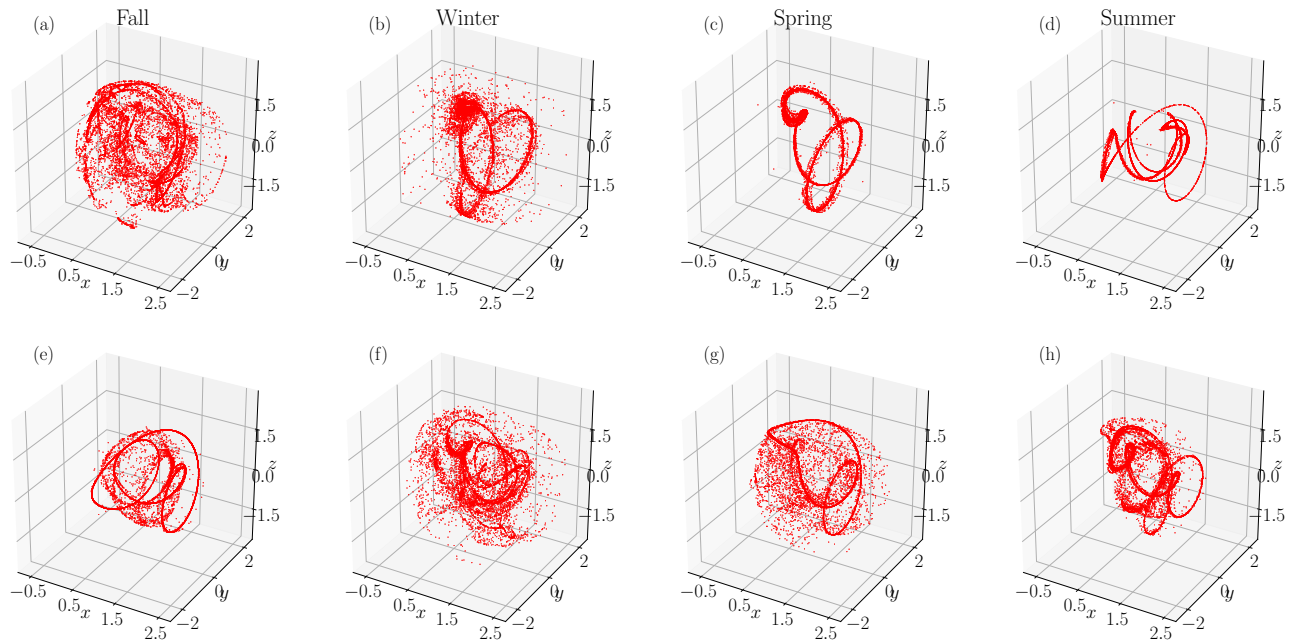 (a) Fall (b) Winter (c) Spring (d) Summer
1.5 1.5 1.5 1.5
z z z z
0.0 0.0 0.0 0.0
−1.5 −1.5 −1.5 −1.5
2 2 2 2
−0.5 0 y −0.5 0 y −0.5 0 y −0.5 0 y
0.5 x 0.5 x 0.5 x 0.5 x
1.5 −2 1.5 −2 1.5 −2 1.5 −2
2.5 2.5 2.5 2.5
(e) (f) (g) (h)
1.5 1.5 1.5 1.5
z z z z
0.0 0.0 0.0 0.0
−1.5 −1.5 −1.5 −1.5
2 2 2 2
−0.5 0 y −0.5 0 y −0.5 0 y −0.5 0 y
0.5 x 0.5 x 0.5 x 0.5 x
1.5 −2 1.5 −2 1.5 −2 1.5 −2
2.5 2.5 2.5 2.5